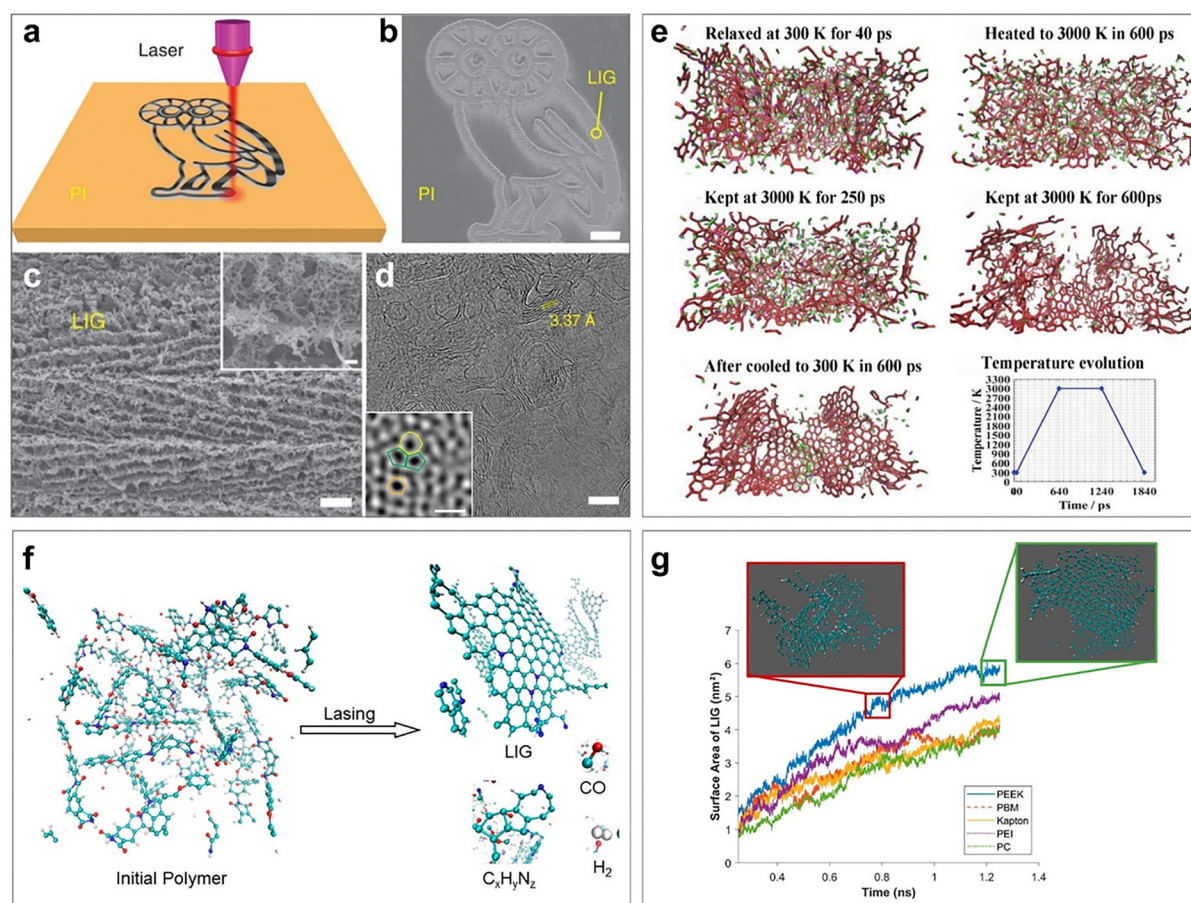 a
Laser
PI
b
LIG
PI
c
LIG
d
3.37 Å
e
Relaxed at 300 K for 40 ps
Heated to 3000 K in 600 ps
Kept at 3000 K for 250 ps
Kept at 3000 K for 600ps
After cooled to 300 K in 600 ps
Temperature evolution
Temperature / K
3300
3000
2700
2400
2100
1800
1500
1200
900
600
300
0
0 0 640 1240 1840
Time / ps
f
Initial Polymer
Lasing
LIG
CO
CₓHᵧN_z
H₂
g
Surface Area of LIG (nm²)
7
6
5
4
3
2
1
0
PEEK
PBM
Kapton
PEI
PC
0.4 0.6 0.8 1 1.2 1.4
Time (ns)